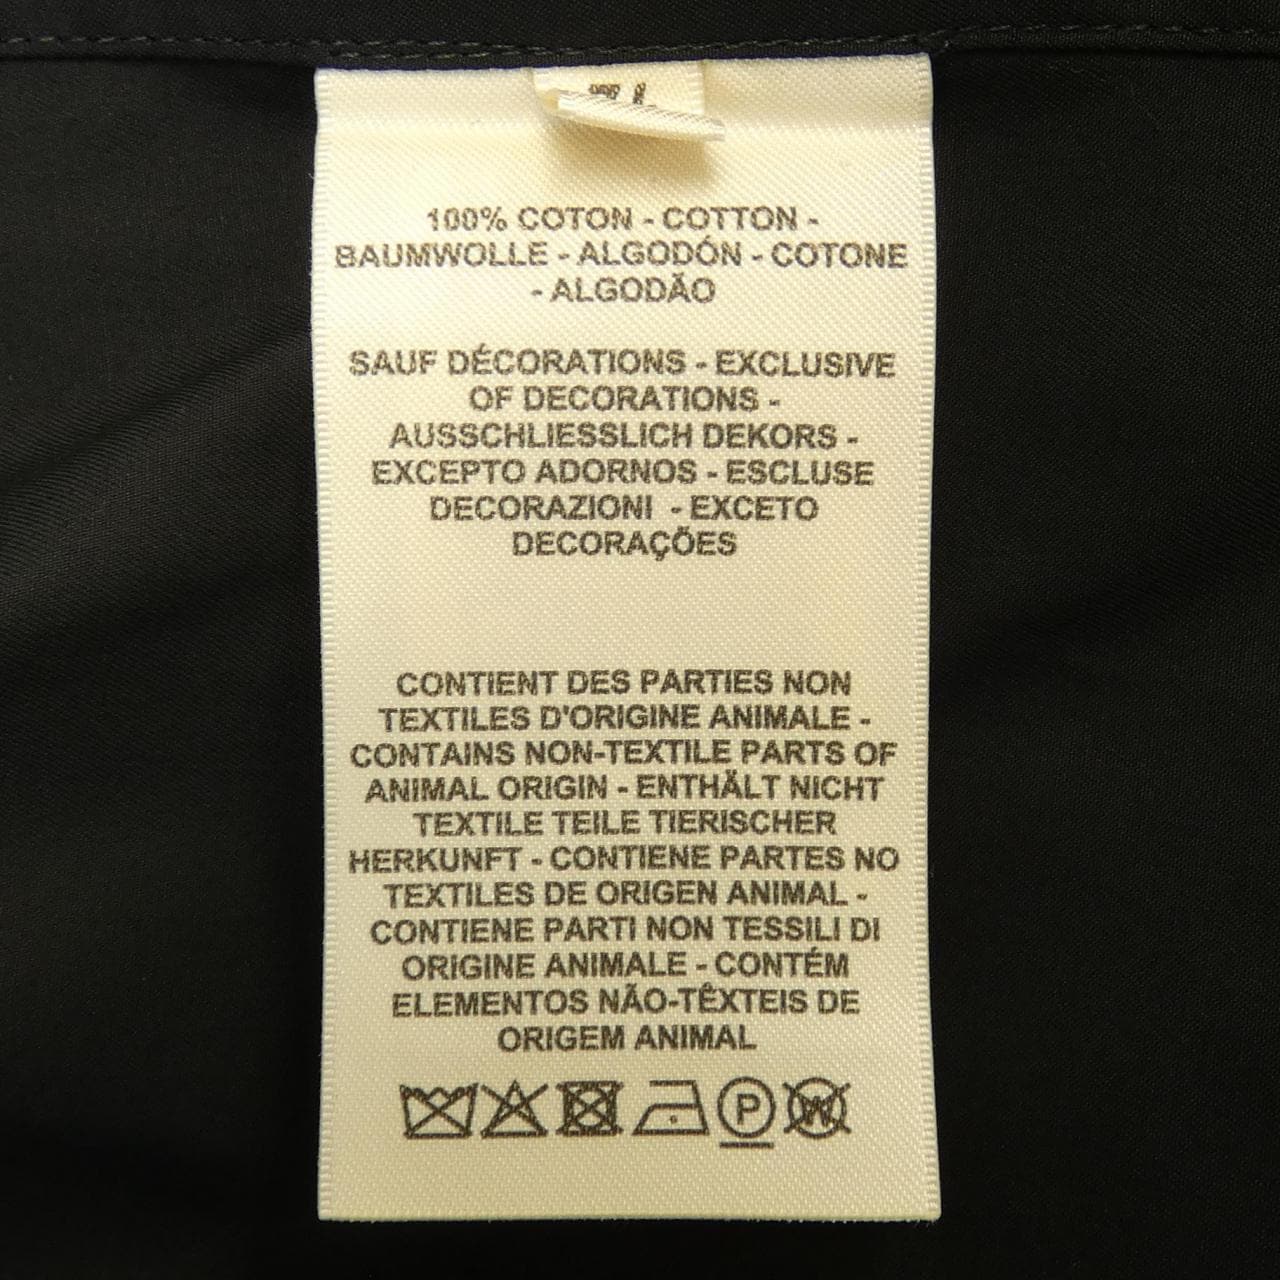 100% COTON - COTTON -
BAUMWOLLE - ALGODÓN - COTONE
- ALGODÃO
SAUF DÉCORATIONS - EXCLUSIVE
OF DECORATIONS -
AUSSCHLIESSLICH DEKORS -
EXCEPTO ADORNOS - ESCLUSE
DECORAZIONI - EXCETO
DECORAÇÕES
CONTIENT DES PARTIES NON
TEXTILES D'ORIGINE ANIMALE -
CONTAINS NON-TEXTILE PARTS OF
ANIMAL ORIGIN - ENTHÄLT NICHT
TEXTILE TEILE TIERISCHER
HERKUNFT - CONTIENE PARTES NO
TEXTILES DE ORIGEN ANIMAL -
CONTIENE PARTI NON TESSILI DI
ORIGINE ANIMALE - CONTÉM
ELEMENTOS NÃO-TÊXTEIS DE
ORIGEM ANIMAL
P W